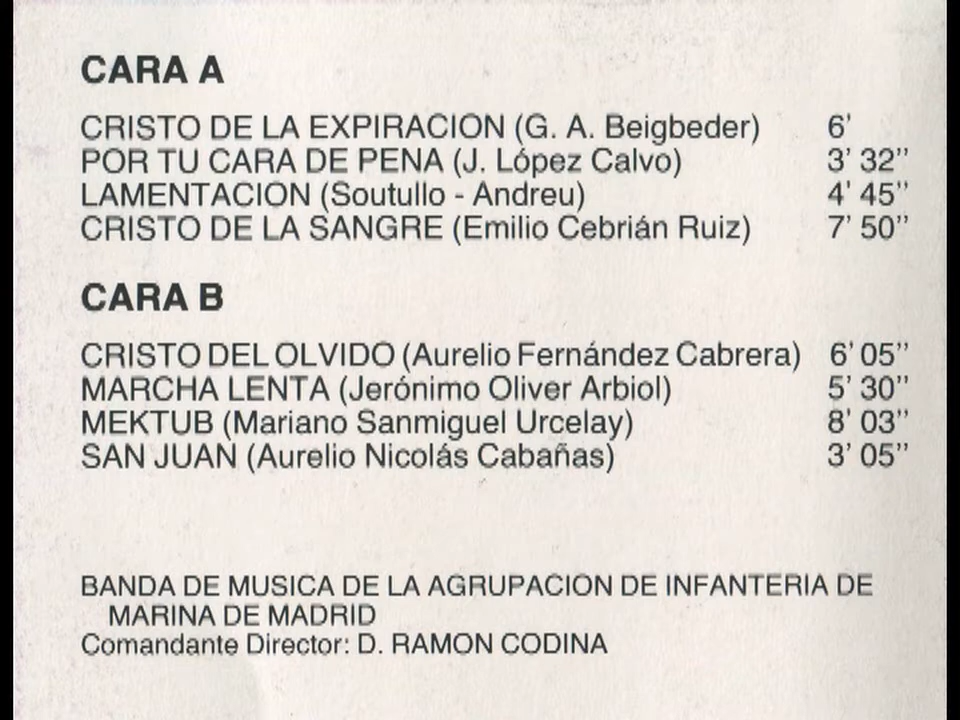 CARA A
CRISTO DE LA EXPIRACION (G. A. Beigbeder) 6'
POR TU CARA DE PENA (J. López Calvo) 3' 32"
LAMENTACION (Soutullo - Andreu) 4' 45"
CRISTO DE LA SANGRE (Emilio Cebrián Ruiz) 7' 50"
CARA B
CRISTO DEL OLVIDO (Aurelio Fernández Cabrera) 6' 05"
MARCHA LENTA (Jerónimo Oliver Arbiol) 5' 30"
MEKTUB (Mariano Sanmiguel Urcelay) 8' 03"
SAN JUAN (Aurelio Nicolás Cabañas) 3' 05"
BANDA DE MUSICA DE LA AGRUPACION DE INFANTERIA DE
MARINA DE MADRID
Comandante Director: D. RAMON CODINA